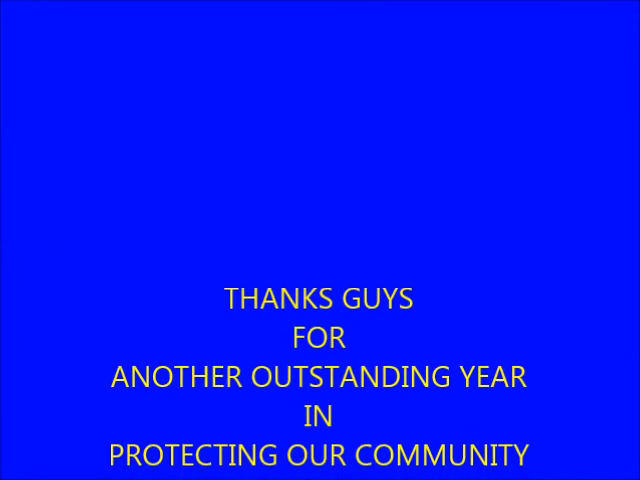 THANKS GUYS
FOR
ANOTHER OUTSTANDING YEAR
IN
PROTECTING OUR COMMUNITY